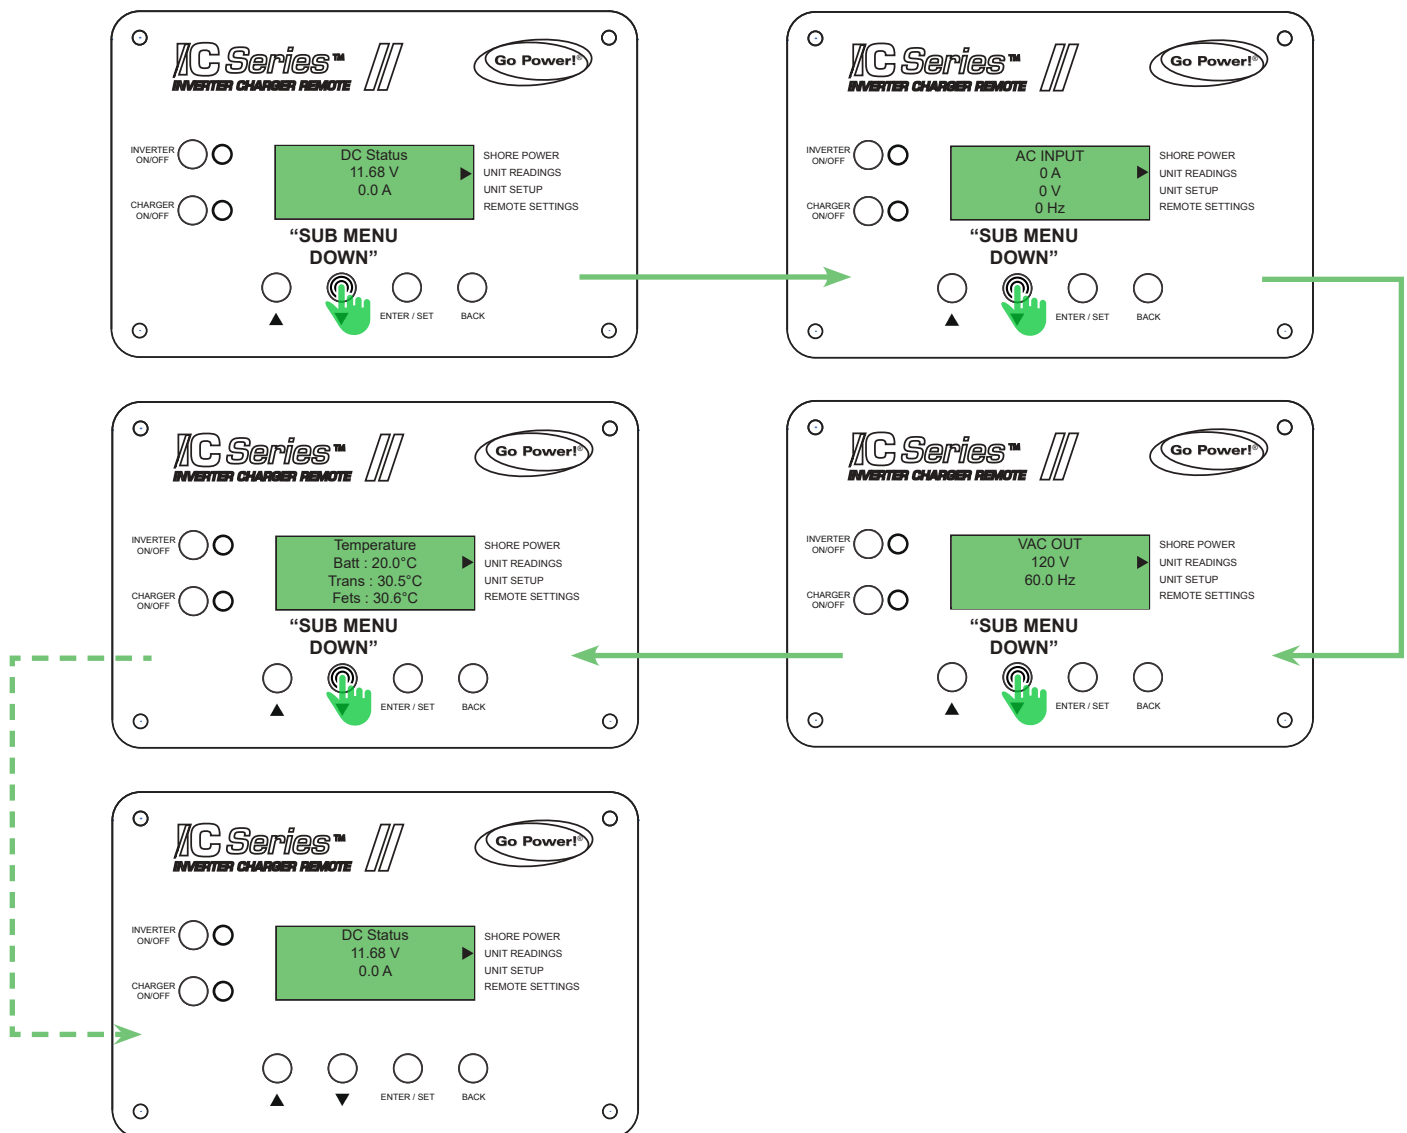 IC Series™
INVERTER CHARGER REMOTE
Go Power!®
INVERTER
ON/OFF
CHARGER
ON/OFF
DC Status
11.68 V
0.0 A
SHORE POWER
UNIT READINGS
UNIT SETUP
REMOTE SETTINGS
“SUB MENU
DOWN”
ENTER / SET
BACK
IC Series™
INVERTER CHARGER REMOTE
Go Power!®
INVERTER
ON/OFF
CHARGER
ON/OFF
AC INPUT
0 A
0 V
0 Hz
SHORE POWER
UNIT READINGS
UNIT SETUP
REMOTE SETTINGS
“SUB MENU
DOWN”
ENTER / SET
BACK
IC Series™
INVERTER CHARGER REMOTE
Go Power!®
INVERTER
ON/OFF
CHARGER
ON/OFF
Temperature
Batt : 20.0°C
Trans : 30.5°C
Fets : 30.6°C
SHORE POWER
UNIT READINGS
UNIT SETUP
REMOTE SETTINGS
“SUB MENU
DOWN”
ENTER / SET
BACK
IC Series™
INVERTER CHARGER REMOTE
Go Power!®
INVERTER
ON/OFF
CHARGER
ON/OFF
VAC OUT
120 V
60.0 Hz
SHORE POWER
UNIT READINGS
UNIT SETUP
REMOTE SETTINGS
“SUB MENU
DOWN”
ENTER / SET
BACK
IC Series™
INVERTER CHARGER REMOTE
Go Power!®
INVERTER
ON/OFF
CHARGER
ON/OFF
DC Status
11.68 V
0.0 A
SHORE POWER
UNIT READINGS
UNIT SETUP
REMOTE SETTINGS
ENTER / SET
BACK